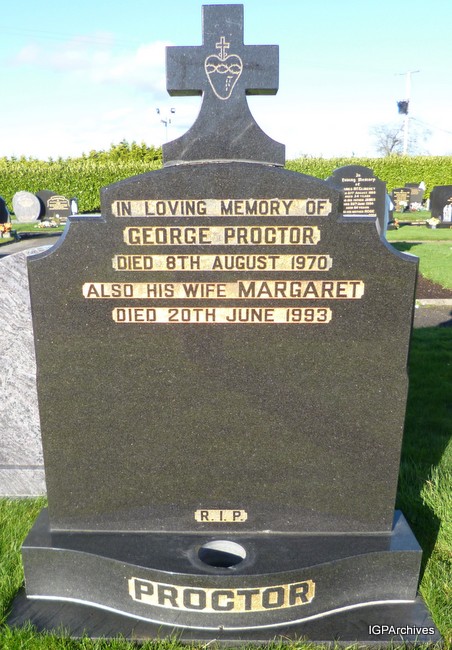 IN LOVING MEMORY OF
GEORGE PROCTOR
DIED 8TH AUGUST 1970
ALSO HIS WIFE MARGARET
DIED 20TH JUNE 1993
R.I.P.
PROCTOR
IGPArchives